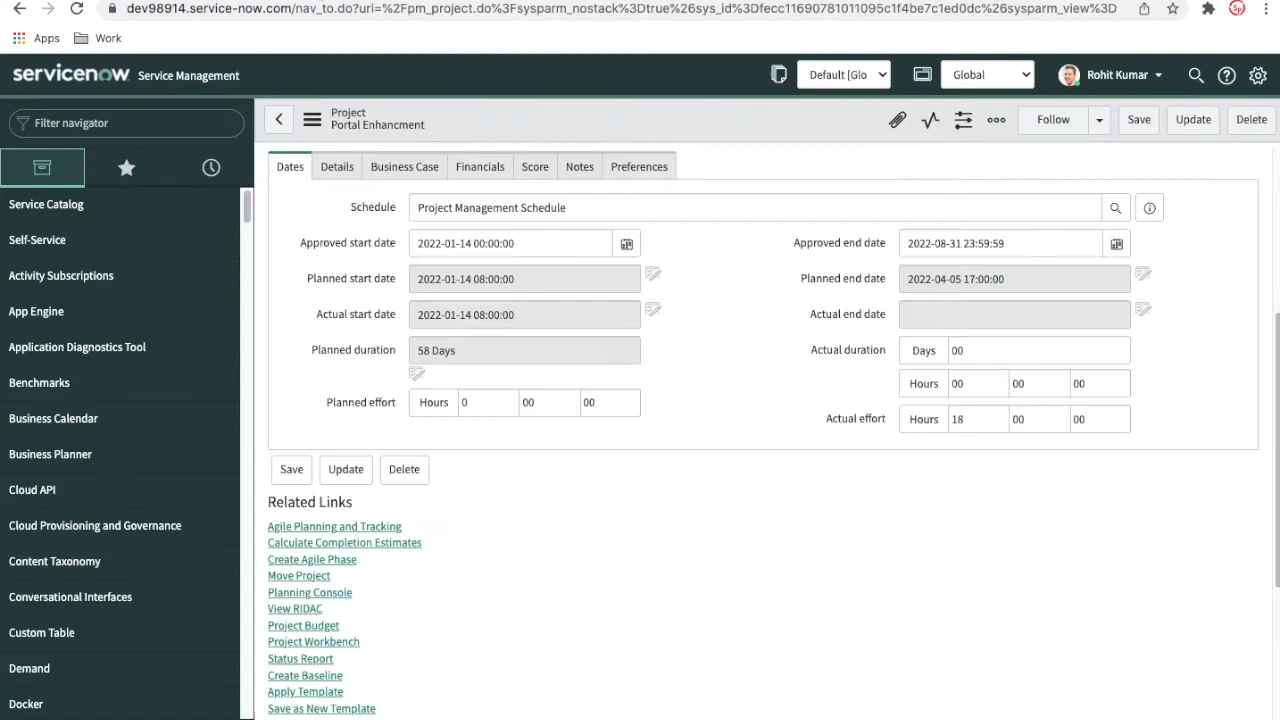 dev98914.service-now.com/nav_to.do?uri=%2Fpm_project.do%3Fsysparm_nostack%3Dtrue%26sys_id%3Dfecc11690781011095c1f4be7c1ed0dc%26sysparm_view%3D
Apps Work
servicenow Service Management Default [Glo Global Rohit Kumar
Filter navigator
Project
Portal Enhancment
Follow Save Update Delete
Service Catalog
Self-Service
Activity Subscriptions
App Engine
Application Diagnostics Tool
Benchmarks
Business Calendar
Business Planner
Cloud API
Cloud Provisioning and Governance
Content Taxonomy
Conversational Interfaces
Custom Table
Demand
Docker
Dates Details Business Case Financials Score Notes Preferences
Schedule Project Management Schedule
Approved start date 2022-01-14 00:00:00 Approved end date 2022-08-31 23:59:59
Planned start date 2022-01-14 08:00:00 Planned end date 2022-04-05 17:00:00
Actual start date 2022-01-14 08:00:00 Actual end date
Planned duration 58 Days Actual duration Days 00
Hours 00 00 00
Planned effort Hours 0 00 00
Actual effort Hours 18 00 00
Save Update Delete
Related Links
Agile Planning and Tracking
Calculate Completion Estimates
Create Agile Phase
Move Project
Planning Console
View RIDAC
Project Budget
Project Workbench
Status Report
Create Baseline
Apply Template
Save as New Template